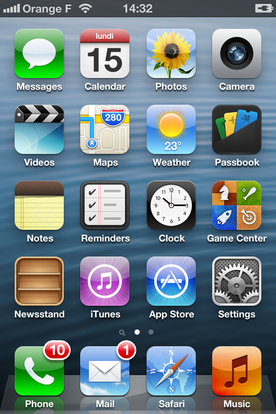 Orange F 14:32
lundi
15
Messages Calendar Photos Camera
280
23°
Videos Maps Weather Passbook
Notes Reminders Clock Game Center
Newsstand iTunes App Store Settings
10 1
Phone Mail Safari Music